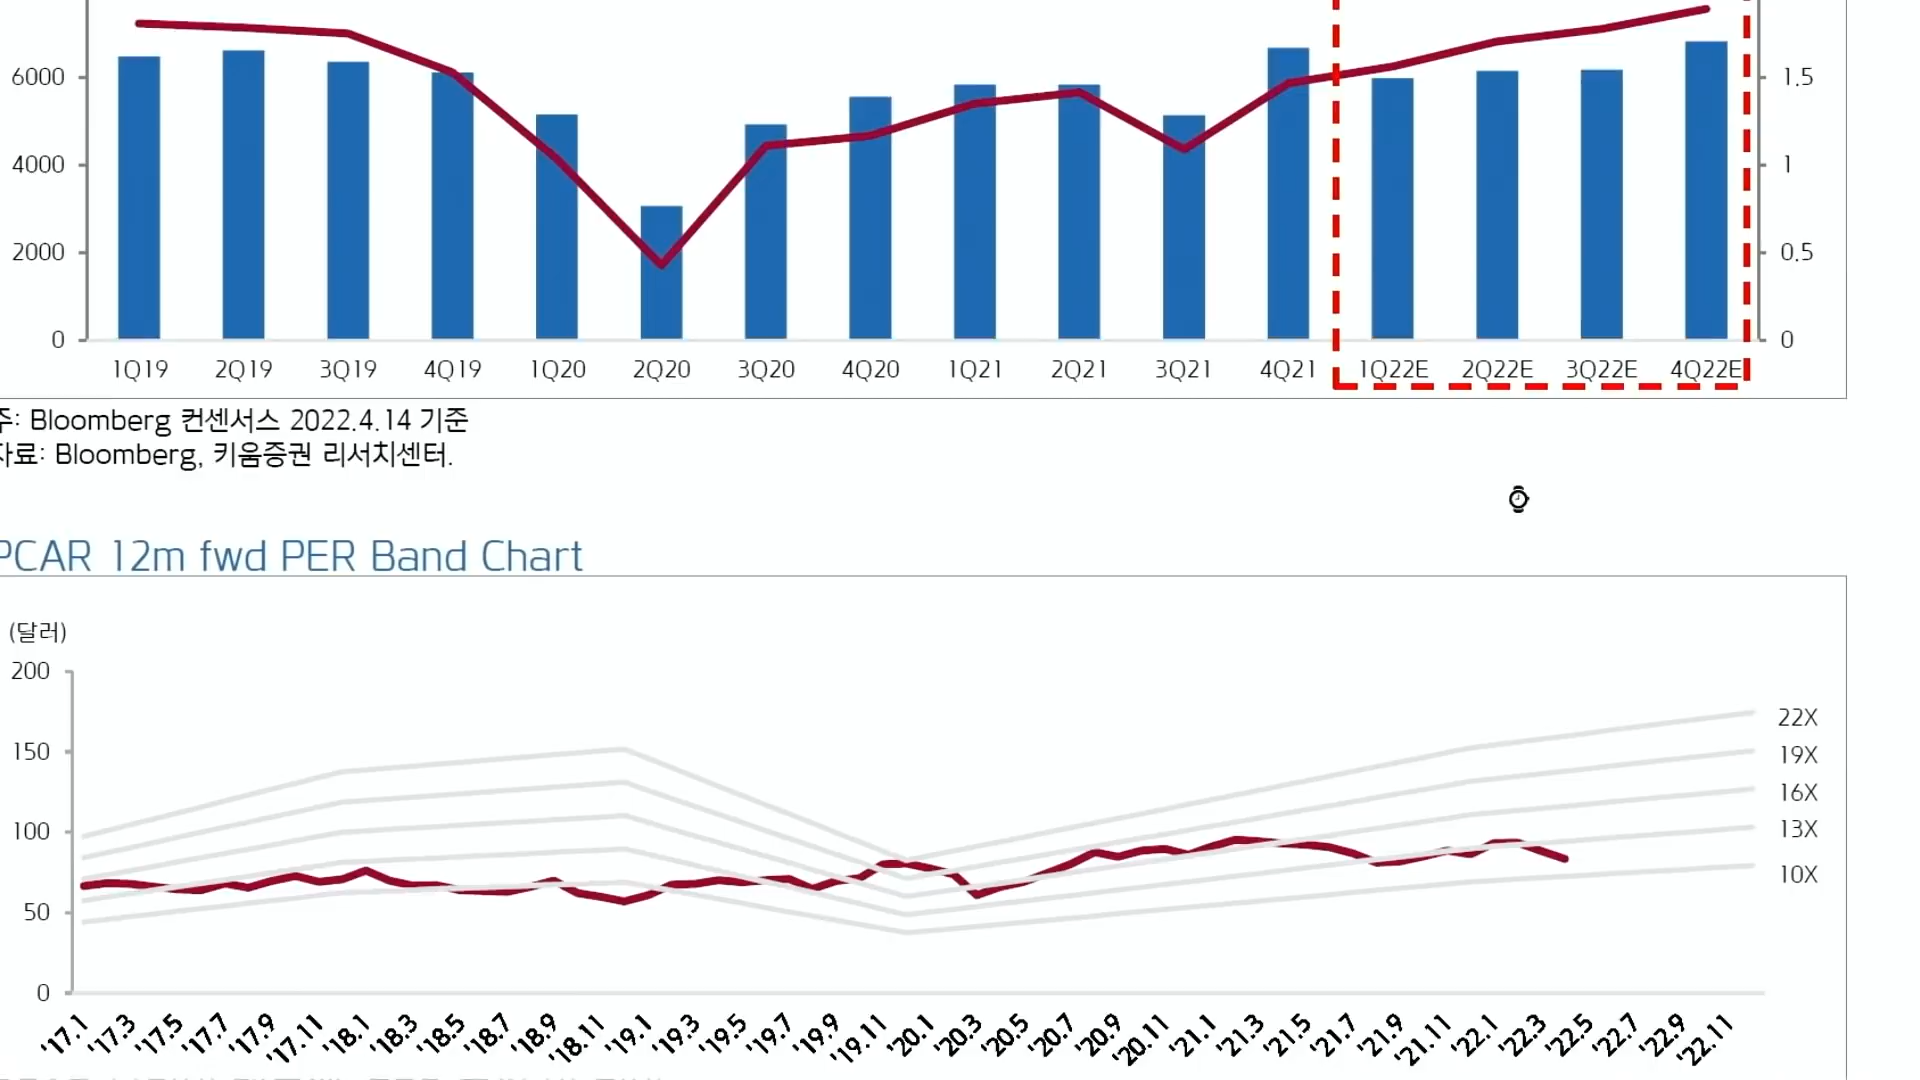 6000
4000
2000
0
1.5
1
0.5
0
1Q19 2Q19 3Q19 4Q19 1Q20 2Q20 3Q20 4Q20 1Q21 2Q21 3Q21 4Q21 1Q22E 2Q22E 3Q22E 4Q22E
주: Bloomberg 컨센서스 2022.4.14 기준
자료: Bloomberg, 키움증권 리서치센터.
PCAR 12m fwd PER Band Chart
(달러)
200
150
100
50
0
22X
19X
16X
13X
10X
'17.1 '17.3 '17.5 '17.7 '17.9 '17.11 '18.1 '18.3 '18.5 '18.7 '18.9 '18.11 '19.1 '19.3 '19.5 '19.7 '19.9 '19.11 '20.1 '20.3 '20.5 '20.7 '20.9 '20.11 '21.1 '21.3 '21.5 '21.7 '21.9 '21.11 '22.1 '22.3 '22.5 '22.7 '22.9 '22.11